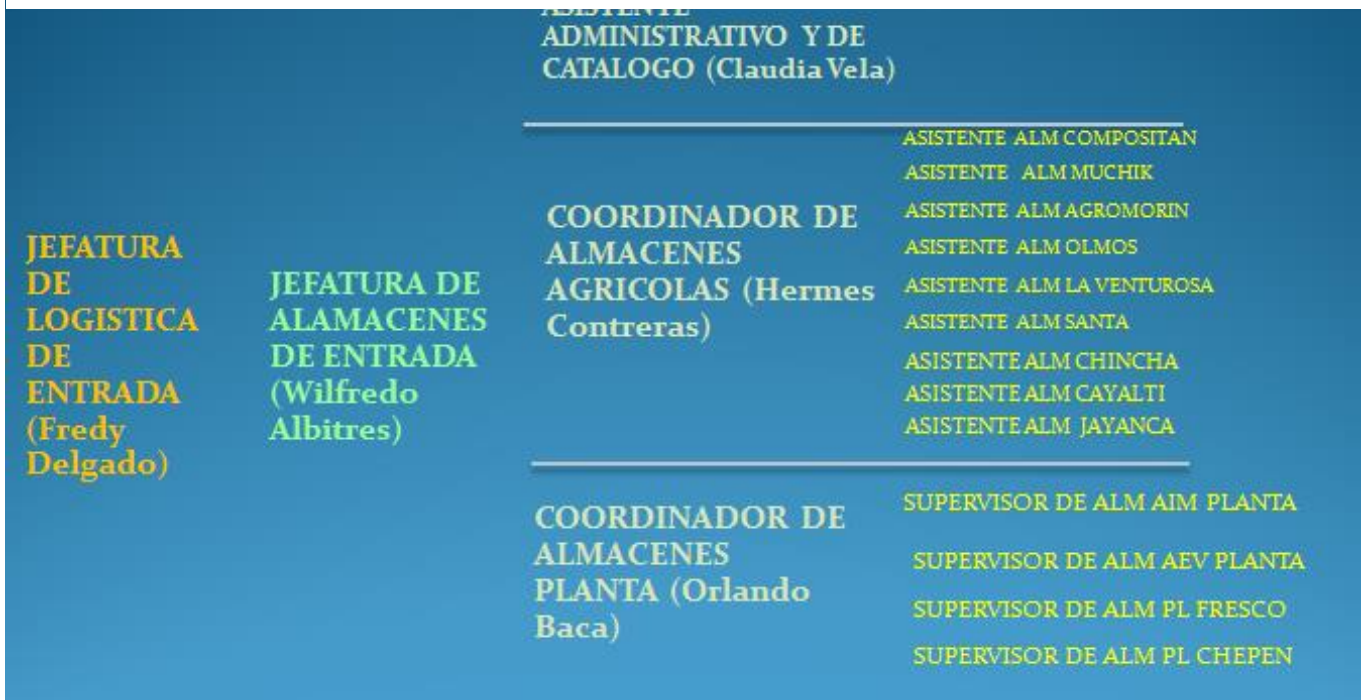 ASISTENTE
ADMINISTRATIVO Y DE
CATALOGO (Claudia Vela)
JEFATURA
DE
LOGISTICA
DE
ENTRADA
(Fredy
Delgado)
JEFATURA DE
ALAMACENES
DE ENTRADA
(Wilfredo
Albitres)
COORDINADOR DE
ALMACENES
AGRICOLAS (Hermes
Contreras)
ASISTENTE ALM COMPOSITAN
ASISTENTE ALM MUCHIK
ASISTENTE ALM AGROMORIN
ASISTENTE ALM OLMOS
ASISTENTE ALM LA VENTUROSA
ASISTENTE ALM SANTA
ASISTENTE ALM CHINCHA
ASISTENTE ALM CAYALTI
ASISTENTE ALM JAYANCA
COORDINADOR DE
ALMACENES
PLANTA (Orlando
Baca)
SUPERVISOR DE ALM AIM PLANTA
SUPERVISOR DE ALM AEV PLANTA
SUPERVISOR DE ALM PL FRESCO
SUPERVISOR DE ALM PL CHEPEN